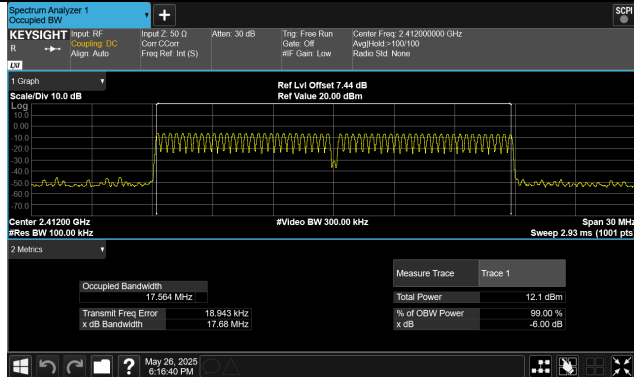 Spectrum Analyzer 1
Occupied BW
SCPI
KEYSIGHT Input: RF Input Z: 50 Ω Atten: 30 dB Trig: Free Run Center Freq: 2.412000000 GHz
R Coupling: DC Corr CCorr Gate: Off Avg|Hold:>100/100
Align: Auto Freq Ref: Int (S) #IF Gain: Low Radio Std: None
LXI
1 Graph
Ref Lvl Offset 7.44 dB
Scale/Div 10.0 dB Ref Value 20.00 dBm
Log
10.0
0.00
-10.0
-20.0
-30.0
-40.0
-50.0
-60.0
-70.0
Center 2.41200 GHz #Video BW 300.00 kHz Span 30 MHz
#Res BW 100.00 kHz Sweep 2.93 ms (1001 pts)
2 Metrics
Measure Trace Trace 1
Occupied Bandwidth
17.564 MHz
Total Power 12.1 dBm
Transmit Freq Error 18.943 kHz % of OBW Power 99.00 %
x dB Bandwidth 17.68 MHz x dB -6.00 dB
? May 26, 2025
6:16:40 PM